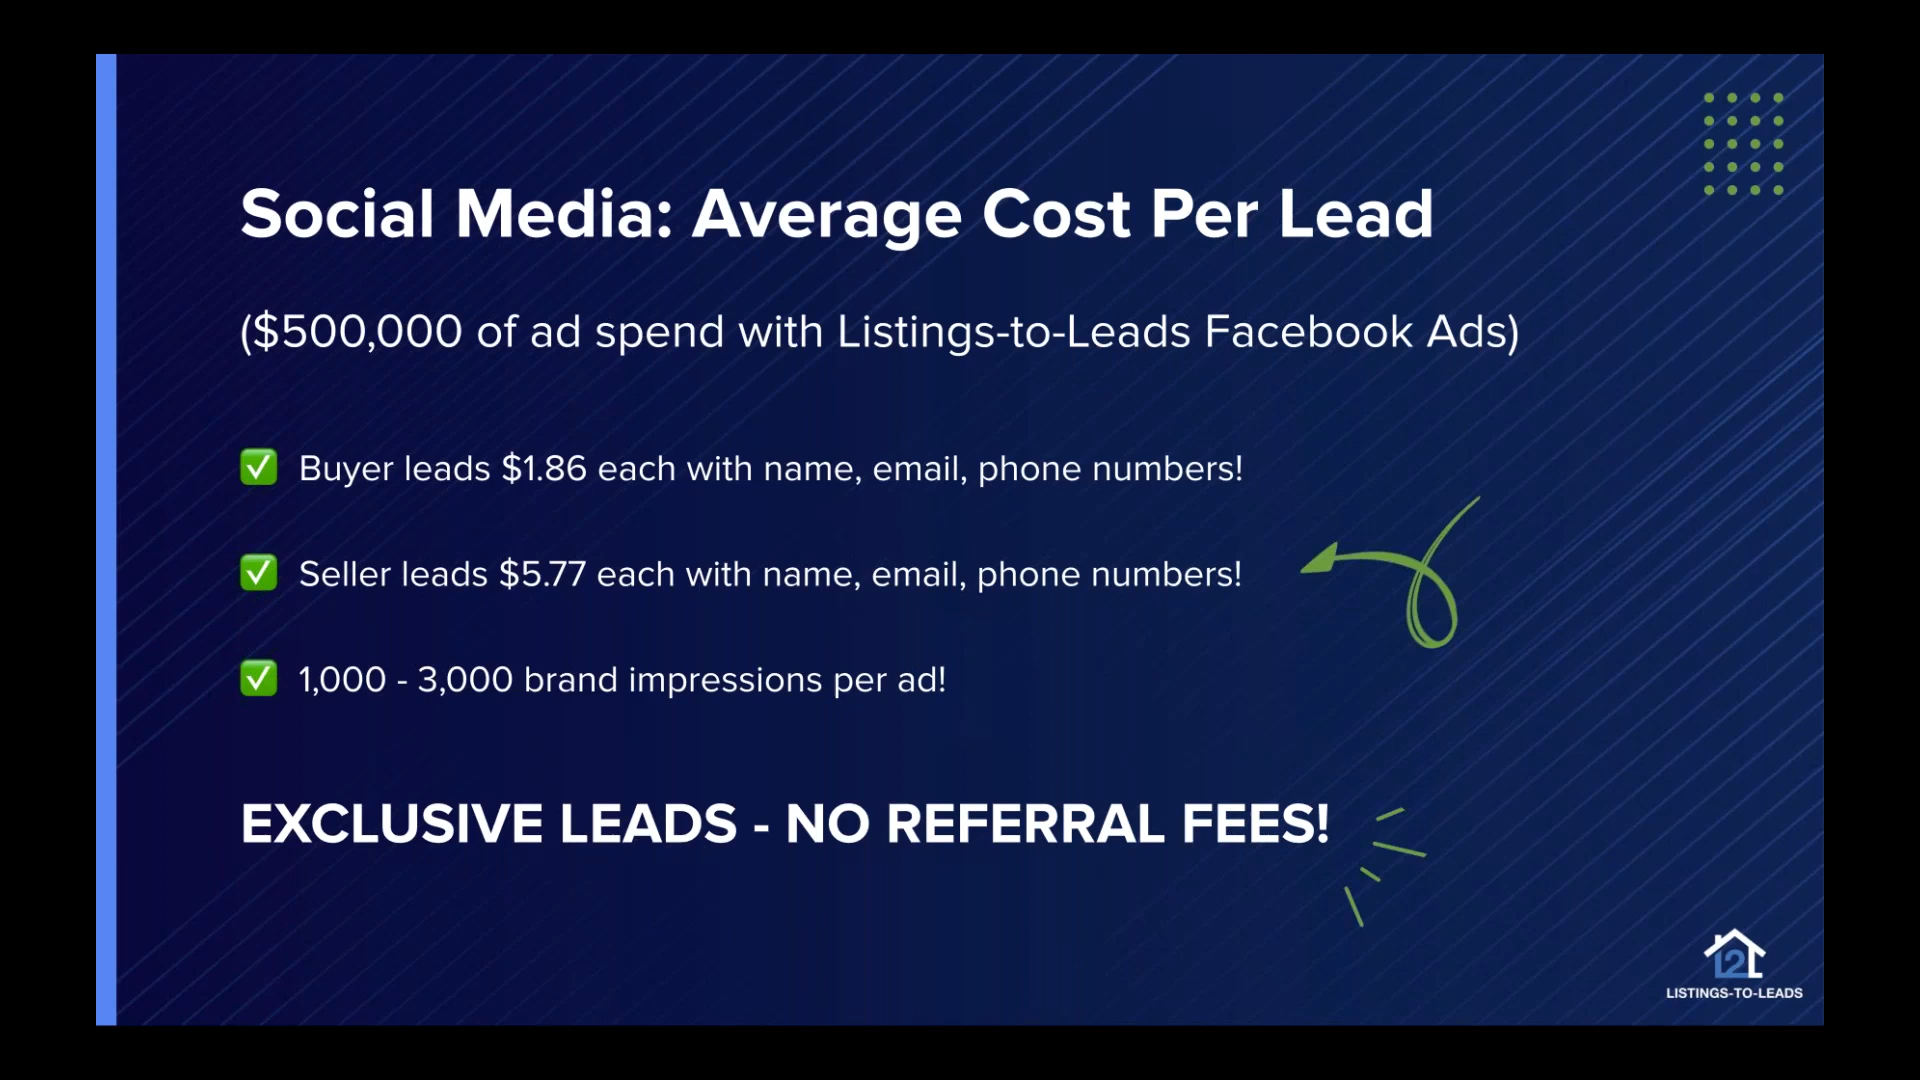 Social Media: Average Cost Per Lead
($500,000 of ad spend with Listings-to-Leads Facebook Ads)
✅ Buyer leads $1.86 each with name, email, phone numbers!
✅ Seller leads $5.77 each with name, email, phone numbers!
✅ 1,000 - 3,000 brand impressions per ad!
EXCLUSIVE LEADS - NO REFERRAL FEES!
L2L
LISTINGS-TO-LEADS